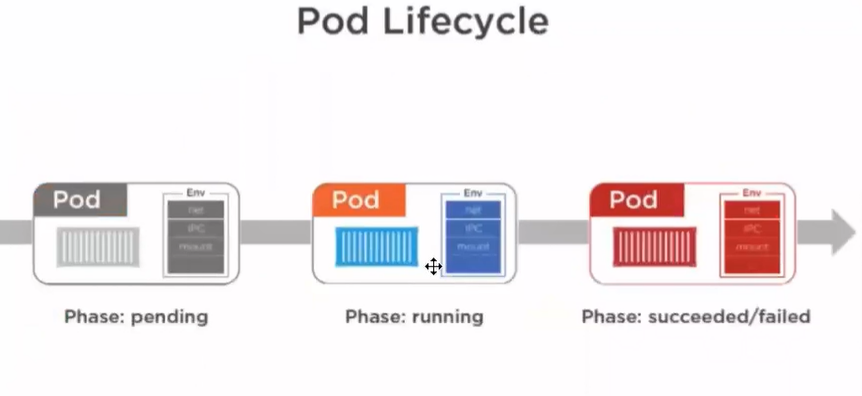 Pod Lifecycle
Pod
Env
net
IPC
mount
Phase: pending
Pod
Env
net
IPC
mount
Phase: running
Pod
Env
net
IPC
mount
Phase: succeeded/failed